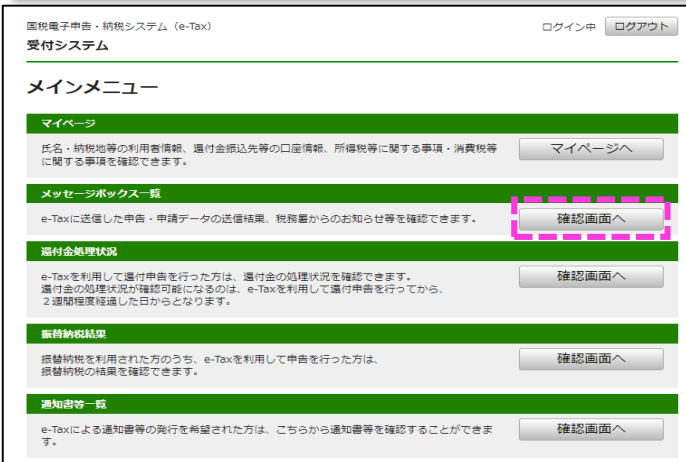 国税電子申告・納税システム（e-Tax）
ログイン中 ログアウト
受付システム
メインメニュー
マイページ
氏名・納税地等の利用者情報、還付金振込先等の口座情報、所得税等に関する事項・消費税等
に関する事項を確認できます。
マイページへ
メッセージボックス一覧
e-Taxに送信した申告・申請データの送信結果、税務署からのお知らせ等を確認できます。
確認画面へ
還付金処理状況
e-Taxを利用して還付申告を行った方は、還付金の処理状況を確認できます。
還付金の処理状況が確認可能になるのは、e-Taxを利用して還付申告を行ってから、
２週間程度経過した日からとなります。
確認画面へ
振替納税結果
振替納税を利用された方のうち、e-Taxを利用して申告を行った方は、
振替納税の結果を確認できます。
確認画面へ
通知書等一覧
e-Taxによる通知書等の発行を希望された方は、こちらから通知書等を確認することができま
す。
確認画面へ